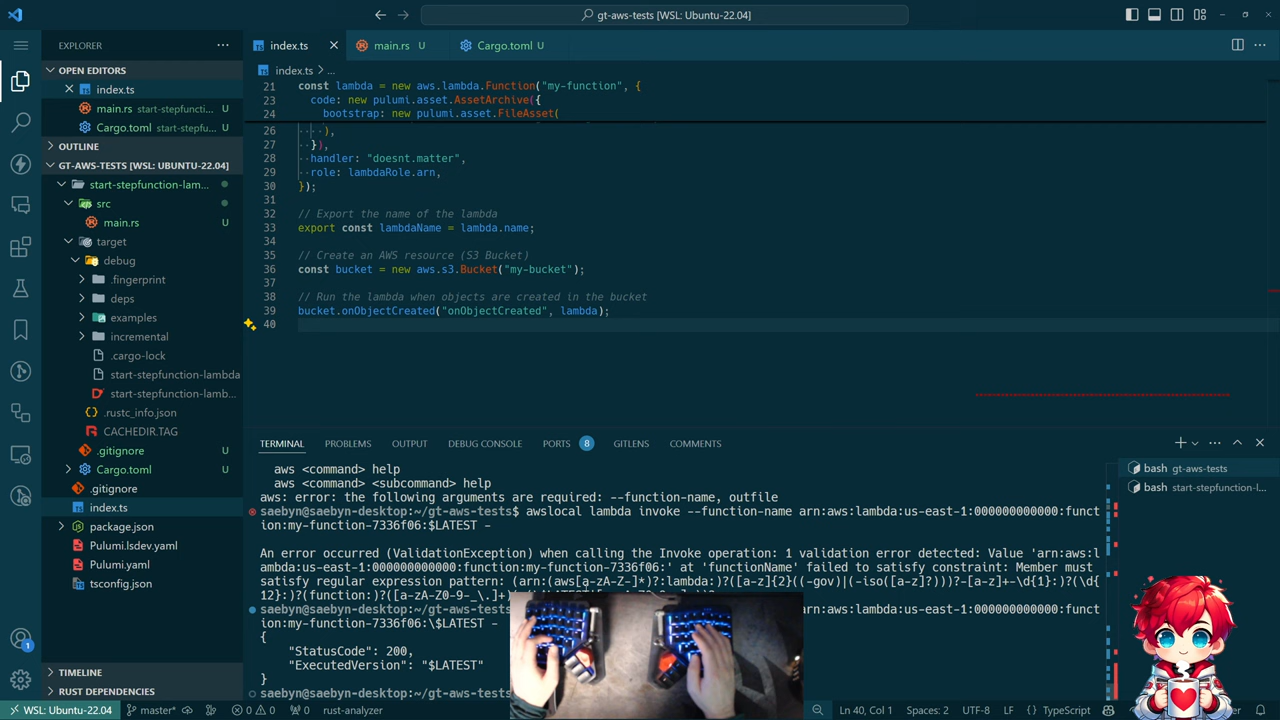 gt-aws-tests [WSL: Ubuntu-22.04]
EXPLORER
OPEN EDITORS
index.ts
main.rs start-stepfuncti... U
Cargo.toml start-stepfu... U
OUTLINE
GT-AWS-TESTS [WSL: UBUNTU-22.04]
start-stepfunction-lam...
src
main.rs U
target
debug
.fingerprint
deps
examples
incremental
.cargo-lock
start-stepfunction-lambda
start-stepfunction-lamb...
.rustc_info.json
CACHEDIR.TAG
.gitignore U
Cargo.toml U
.gitignore
index.ts
package.json
Pulumi.lsdev.yaml
Pulumi.yaml
tsconfig.json
TIMELINE
RUST DEPENDENCIES
index.ts
main.rs U
Cargo.toml U
index.ts > ...
21 const lambda = new aws.lambda.Function("my-function", {
23 code: new pulumi.asset.AssetArchive({
24 bootstrap: new pulumi.asset.FileAsset(
26 ),
27 }),
28 handler: "doesnt.matter",
29 role: lambdaRole.arn,
30 });
31
32 // Export the name of the lambda
33 export const lambdaName = lambda.name;
34
35 // Create an AWS resource (S3 Bucket)
36 const bucket = new aws.s3.Bucket("my-bucket");
37
38 // Run the lambda when objects are created in the bucket
39 bucket.onObjectCreated("onObjectCreated", lambda);
40
TERMINAL PROBLEMS OUTPUT DEBUG CONSOLE PORTS 8 GITLENS COMMENTS
aws <command> help
aws <command> <subcommand> help
aws: error: the following arguments are required: --function-name, outfile
saebyn@saebyn-desktop:~/gt-aws-tests$ awslocal lambda invoke --function-name arn:aws:lambda:us-east-1:000000000000:funct
ion:my-function-7336f06:$LATEST -
An error occurred (ValidationException) when calling the Invoke operation: 1 validation error detected: Value 'arn:aws:l
ambda:us-east-1:000000000000:function:my-function-7336f06:' at 'functionName' failed to satisfy constraint: Member must
satisfy regular expression pattern: (arn:(aws[a-zA-Z-]*)?:lambda:)?([a-z]{2}((-gov)|(-iso([a-z]?)))?-[a-z]+-\d{1}:)?(\d{
12}:)?(function:)?([a-zA-Z0-9-_\.]+)
saebyn@saebyn-desktop:~/gt-aws-tests arn:aws:lambda:us-east-1:000000000000:funct
ion:my-function-7336f06:\$LATEST -
{
"StatusCode": 200,
"ExecutedVersion": "$LATEST"
}
saebyn@saebyn-desktop:~/gt-aws-tests
bash gt-aws-tests
bash start-stepfunction-l...
1
WSL: Ubuntu-22.04 master* 0 0 0 rust-analyzer Ln 40, Col 1 Spaces: 2 UTF-8 LF TypeScript